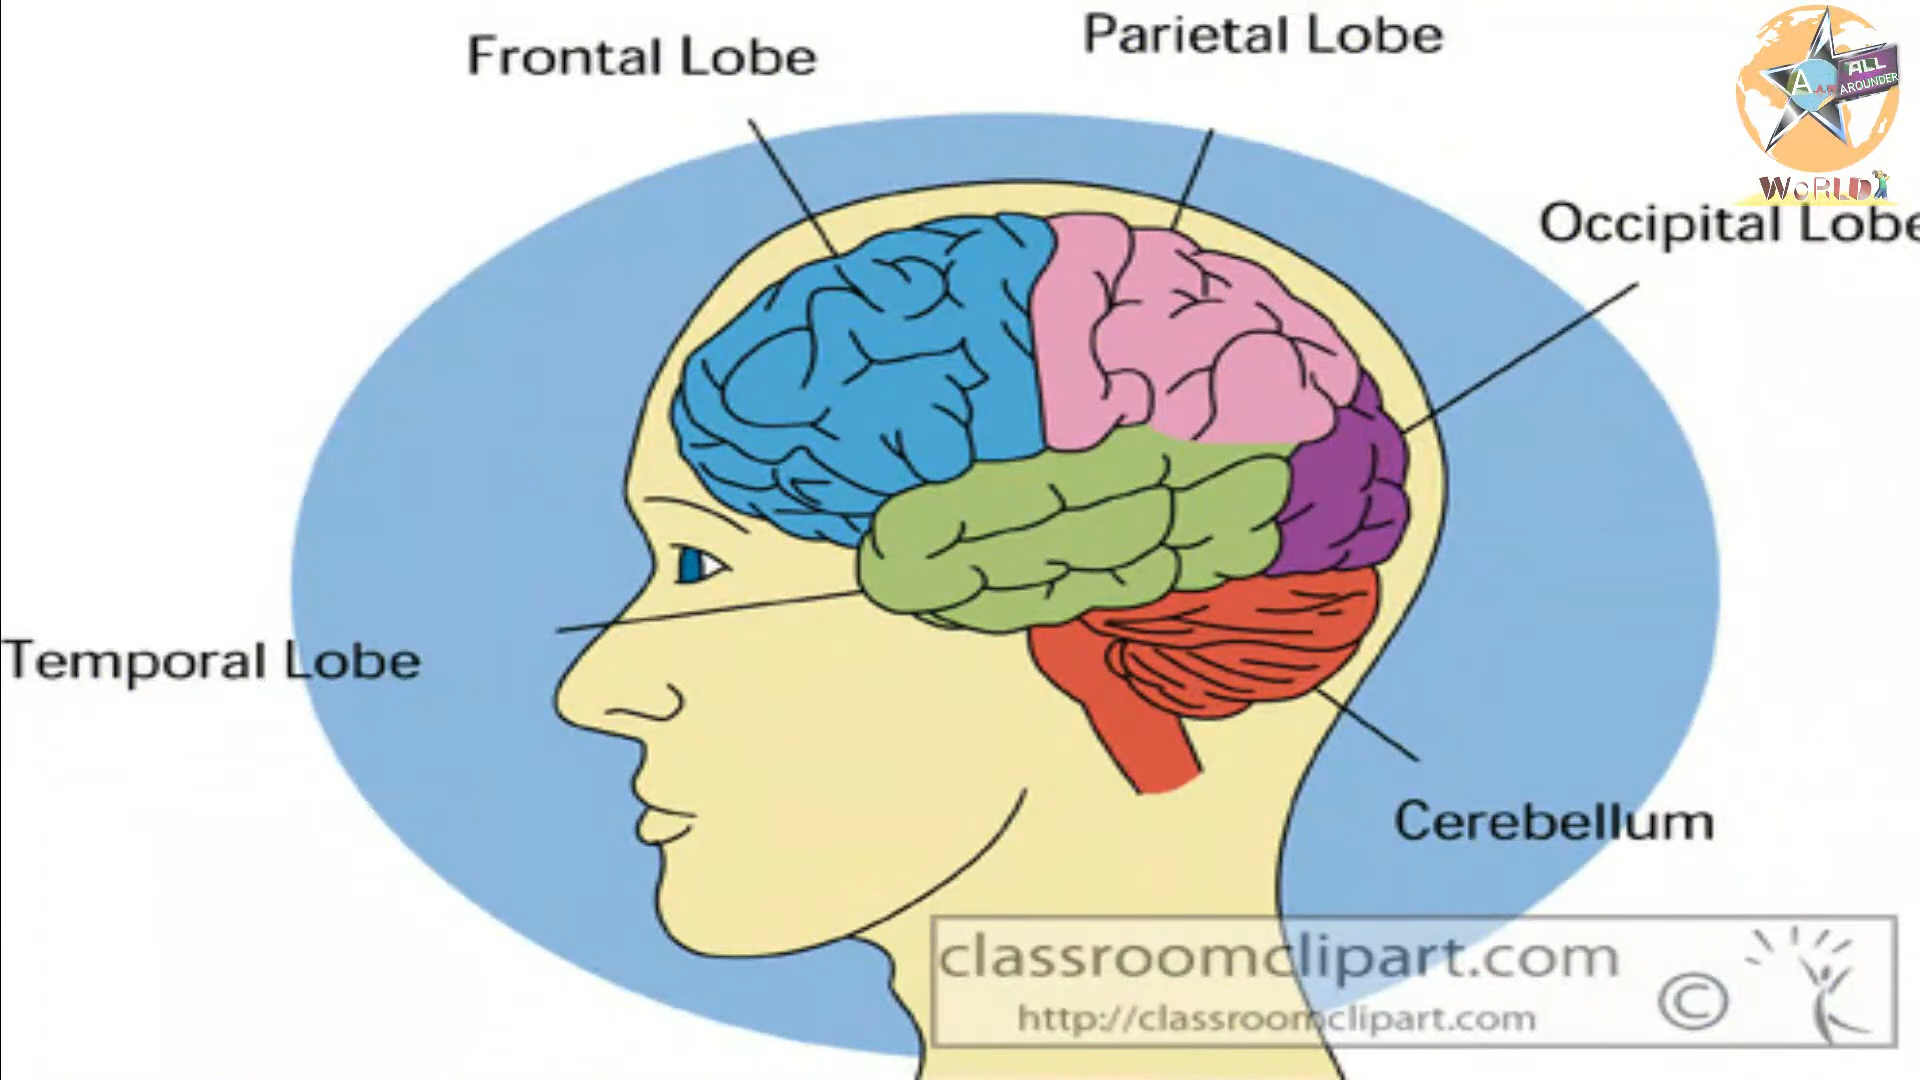 Frontal Lobe
Parietal Lobe
A
ALL
AROUNDER
WoRLD
Occipital Lobe
Temporal Lobe
Cerebellum
classroomclipart.com
©
http://classroomclipart.com